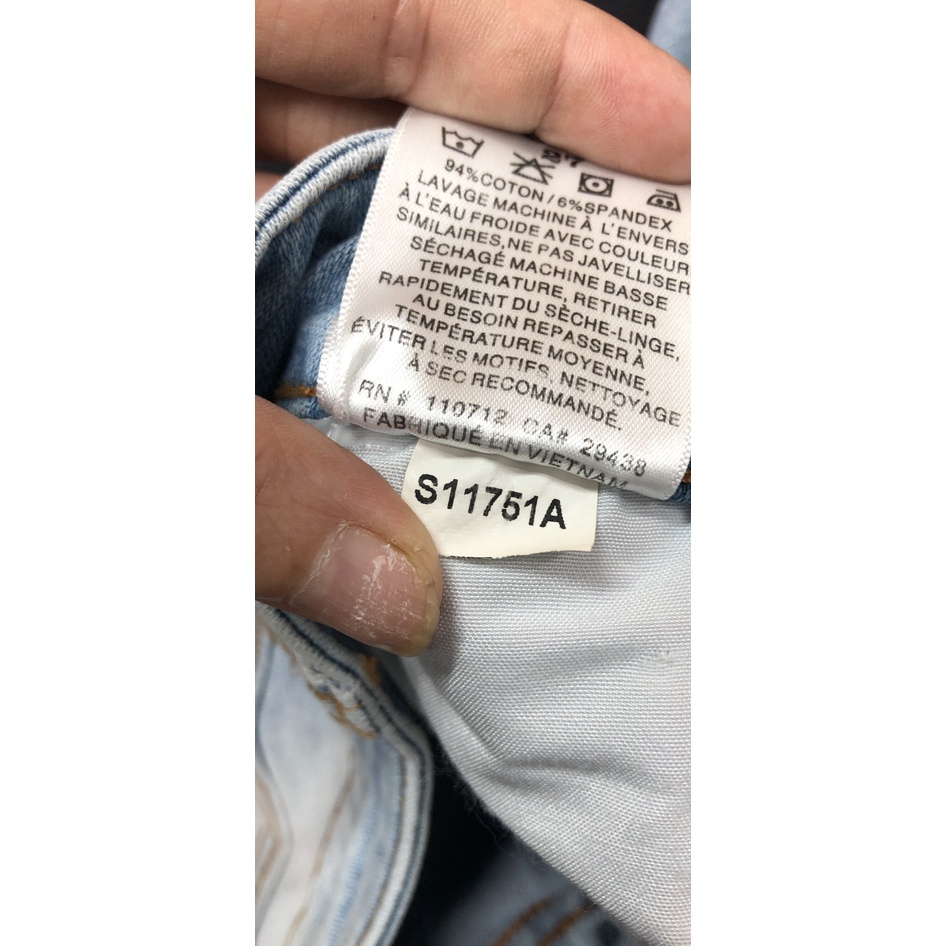 27
94%COTON / 6%SPANDEX
LAVAGE MACHINE À L'ENVERS
À L'EAU FROIDE AVEC COULEUR
SIMILAIRES, NE PAS JAVELLISER
SÉCHAGE MACHINE BASSE
TEMPÉRATURE, RETIRER
RAPIDEMENT DU SÈCHE-LINGE,
AU BESOIN REPASSER À
TEMPÉRATURE MOYENNE,
ÉVITER LES MOTIFS, NETTOYAGE
À SEC RECOMMANDÉ.
RN # 110712 CA# 29438
FABRIQUÉ EN VIETNAM
S11751A